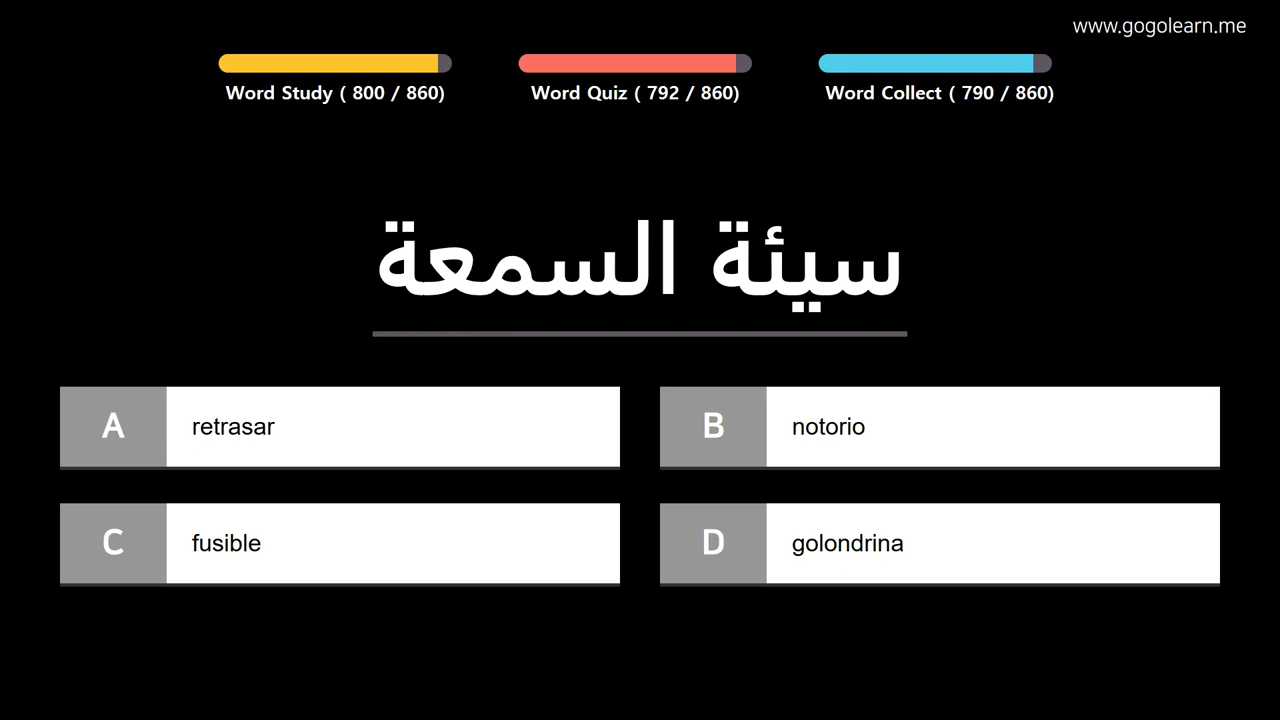 www.gogolearn.me
Word Study ( 800 / 860)
Word Quiz ( 792 / 860)
Word Collect ( 790 / 860)
سيئة السمعة
A
retrasar
B
notorio
C
fusible
D
golondrina